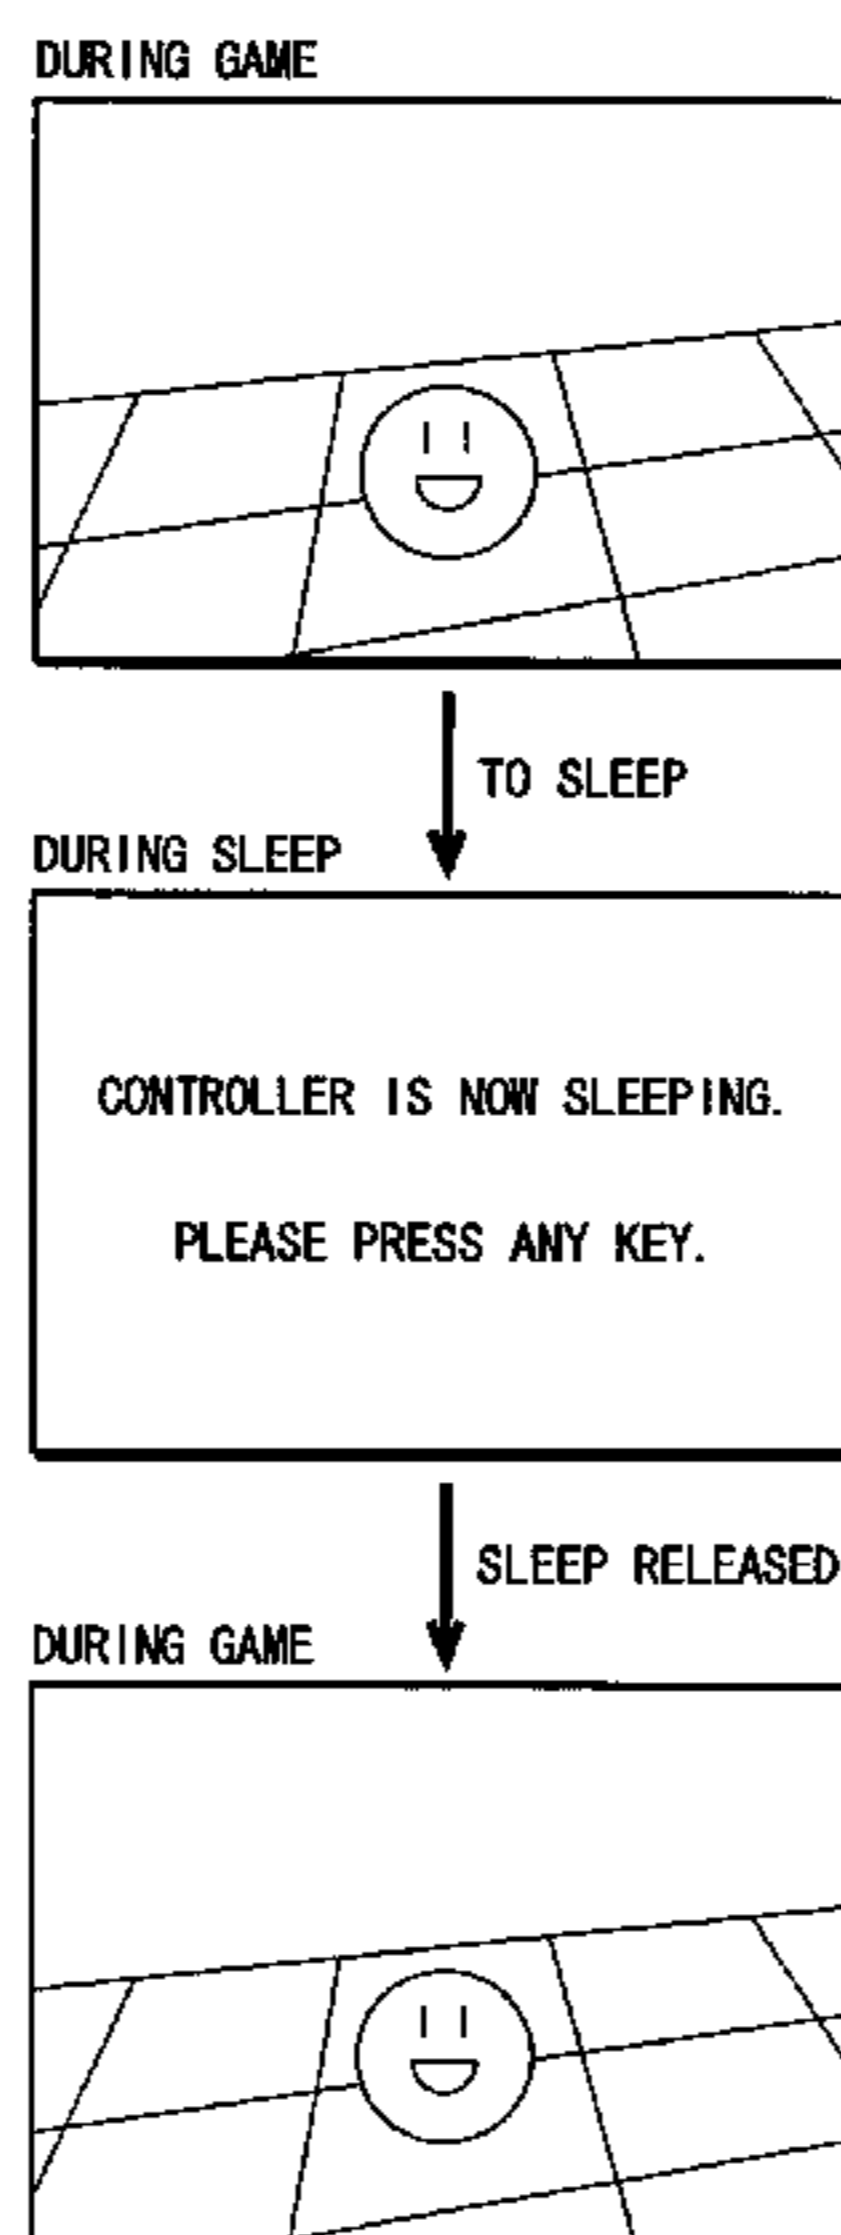 DURING GAME
TO SLEEP
DURING SLEEP
CONTROLLER IS NOW SLEEPING.
PLEASE PRESS ANY KEY.
SLEEP RELEASED
DURING GAME